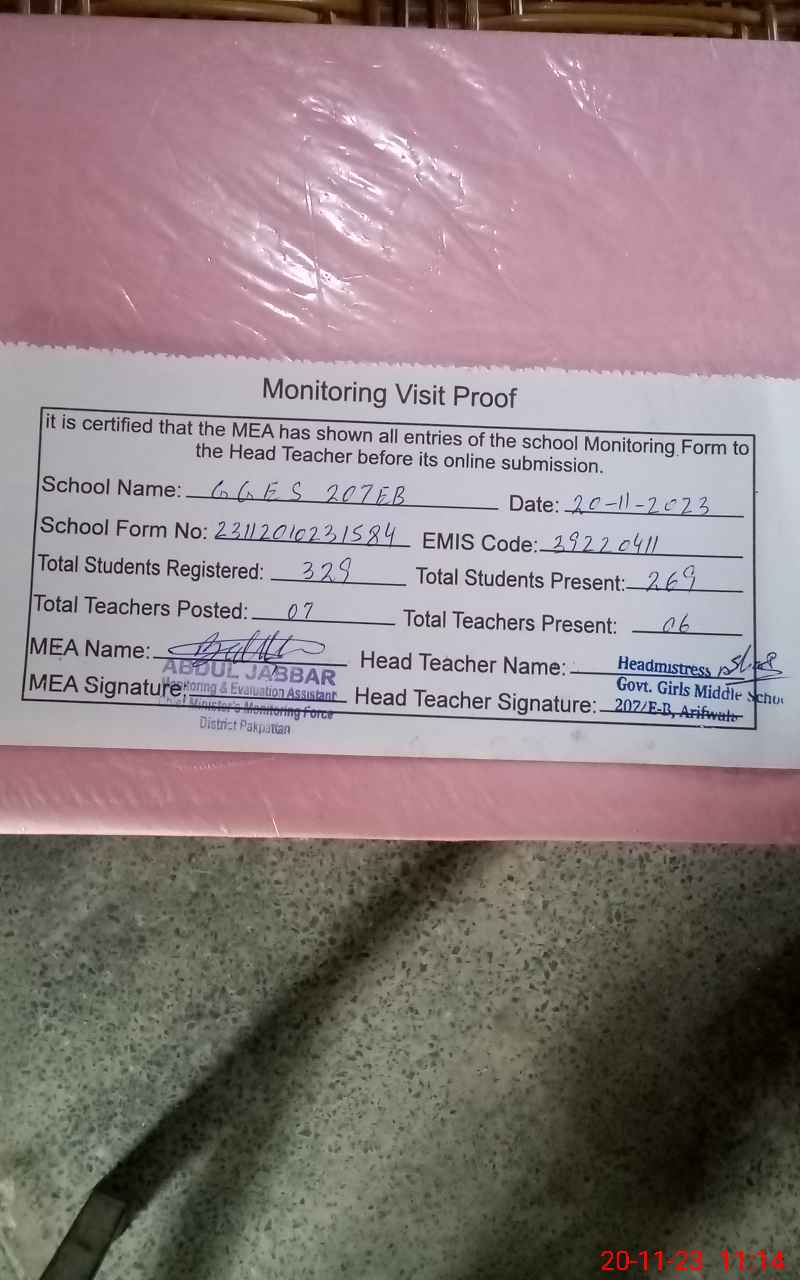 Monitoring Visit Proof
it is certified that the MEA has shown all entries of the school Monitoring Form to
the Head Teacher before its online submission.
School Name: GGES 207EB Date: 20-11-2023
School Form No: 23112010231584 EMIS Code: 39220411
Total Students Registered: 329 Total Students Present: 269
Total Teachers Posted: 07 Total Teachers Present: 06
MEA Name: Head Teacher Name:
ABDUL JABBAR
Monitoring & Evaluation Assistant
Chief Minister's Monitoring Force
District Pakpattan
MEA Signature: Head Teacher Signature:
Headmistress
Govt. Girls Middle School
207/E-B, Arifwala
20-11-23 11:14